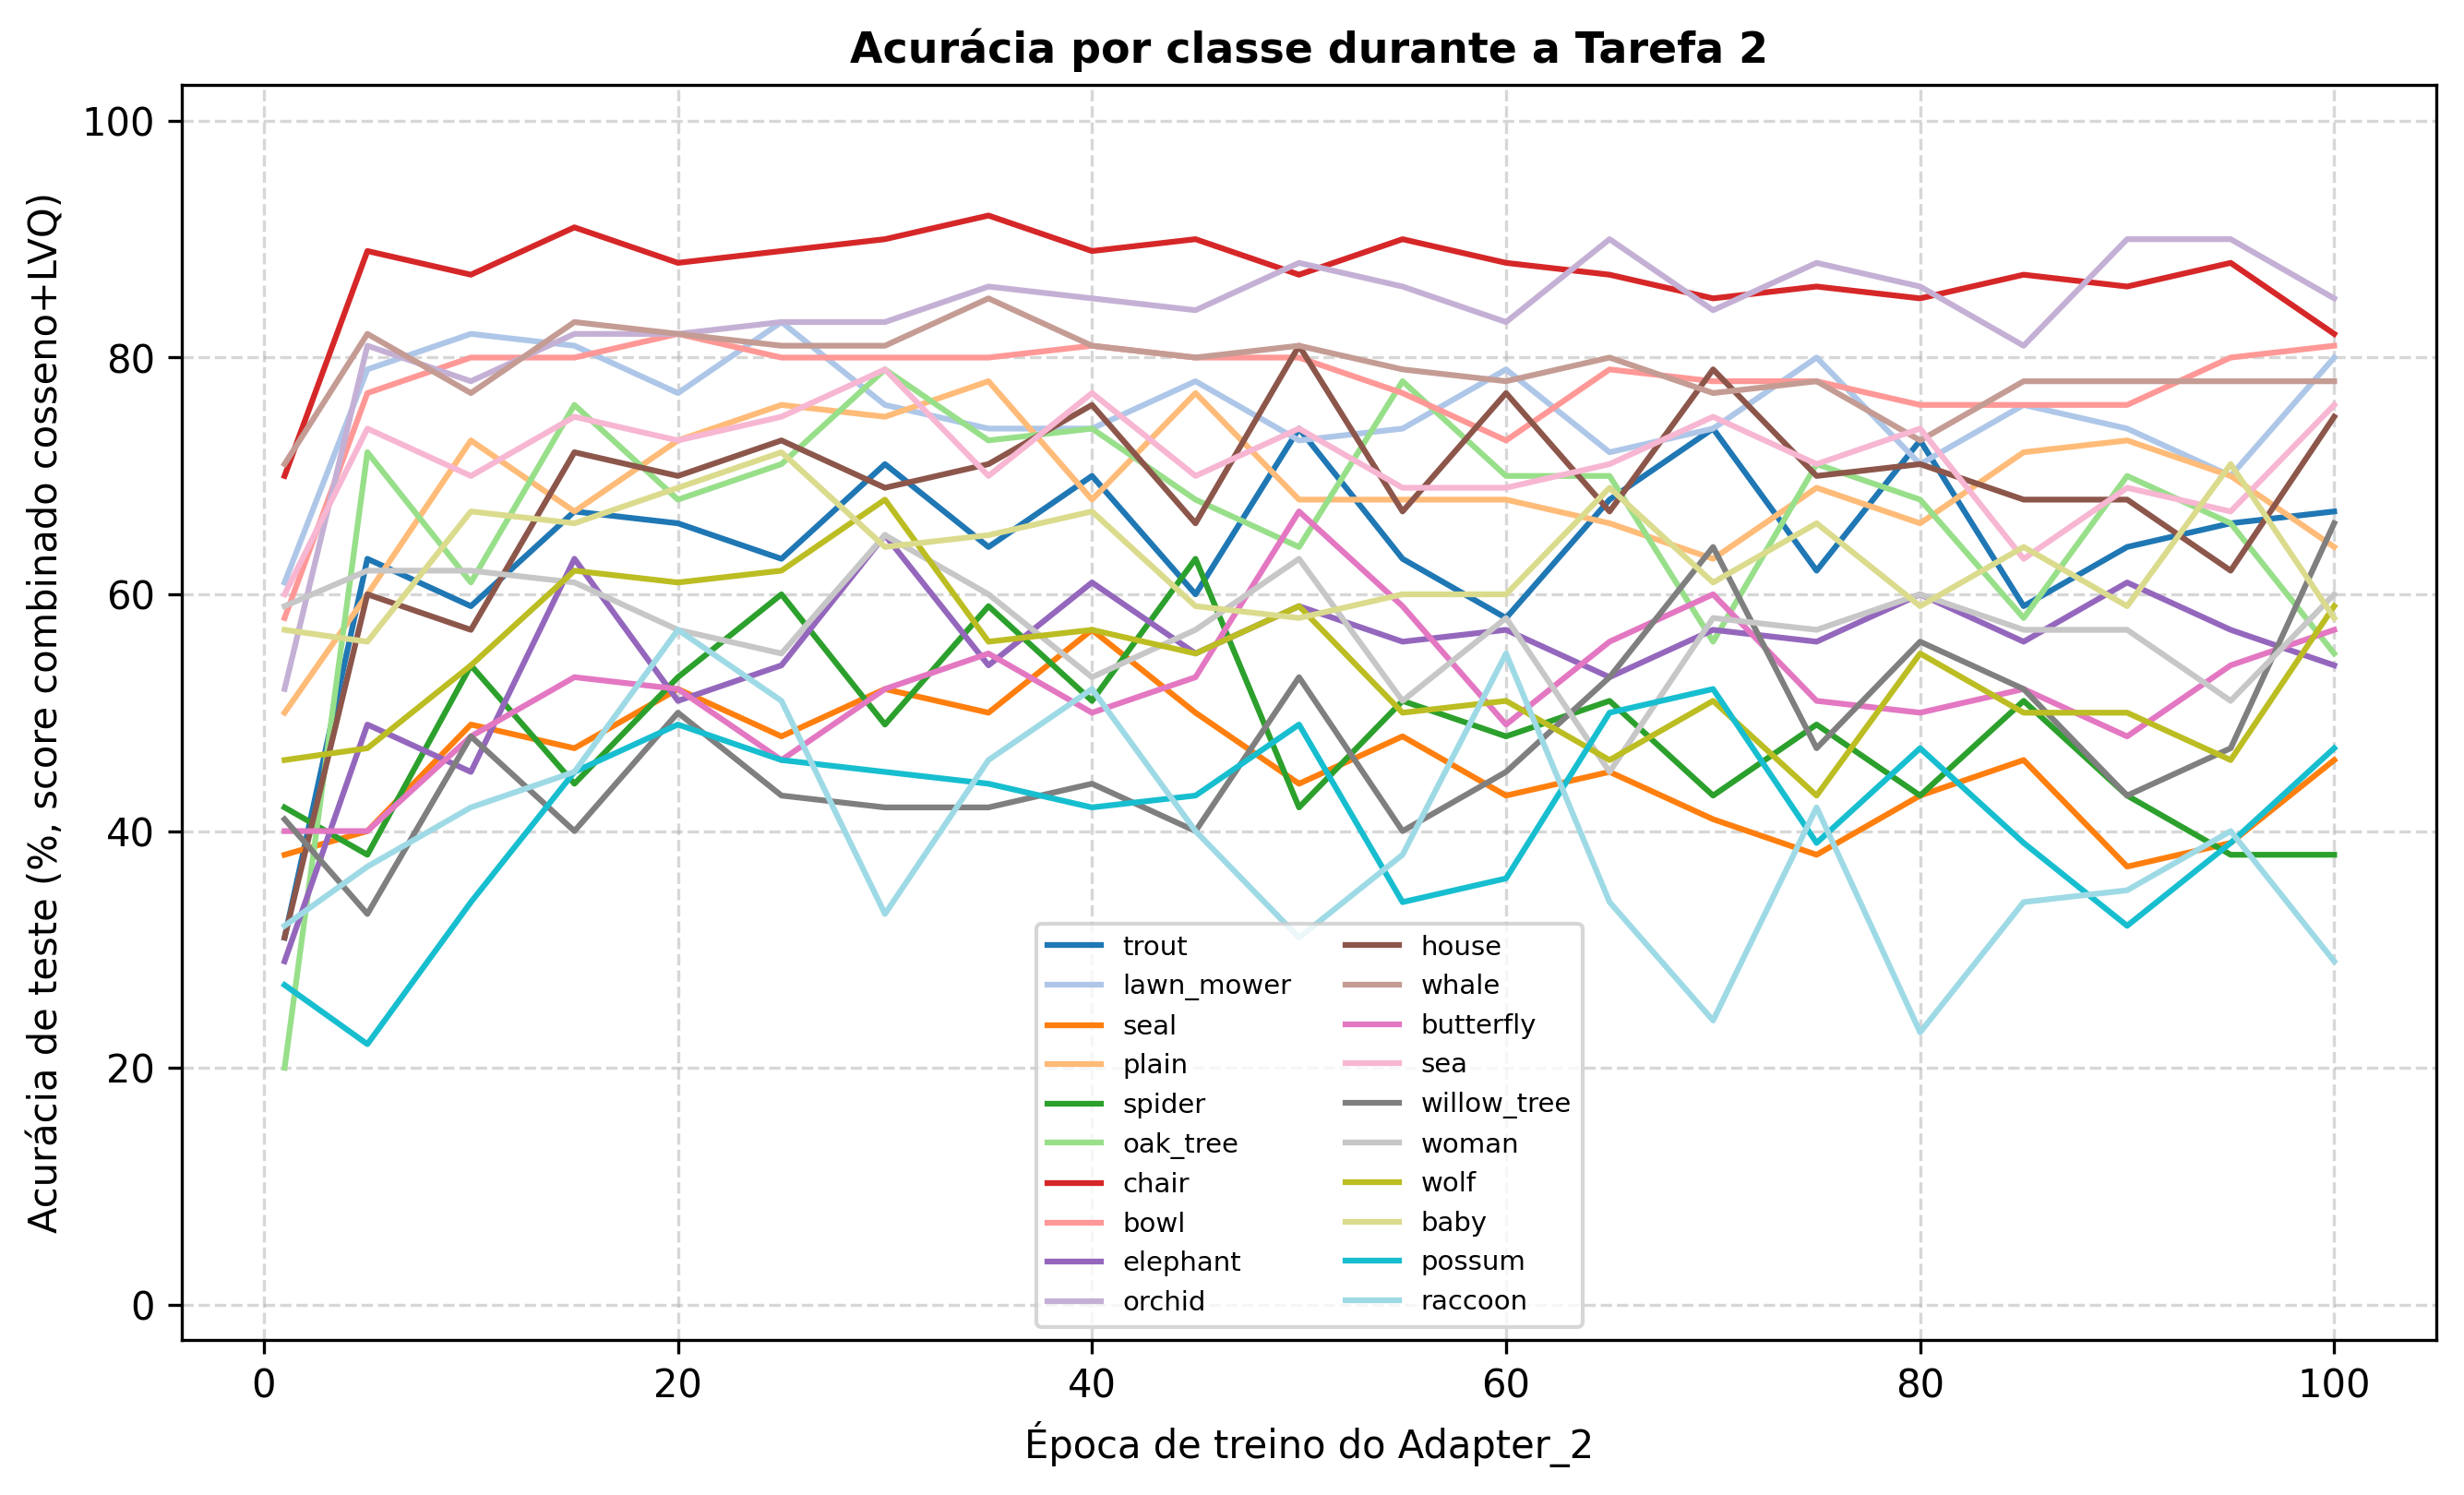 Acurácia por classe durante a Tarefa 2
Acurácia de teste (%, score combinado cosseno+LVQ)
100
80
60
40
20
0
trout
lawn_mower
seal
plain
spider
oak_tree
chair
bowl
elephant
orchid
house
whale
butterfly
sea
willow_tree
woman
wolf
baby
possum
raccoon
0 20 40 60 80 100
Época de treino do Adapter_2